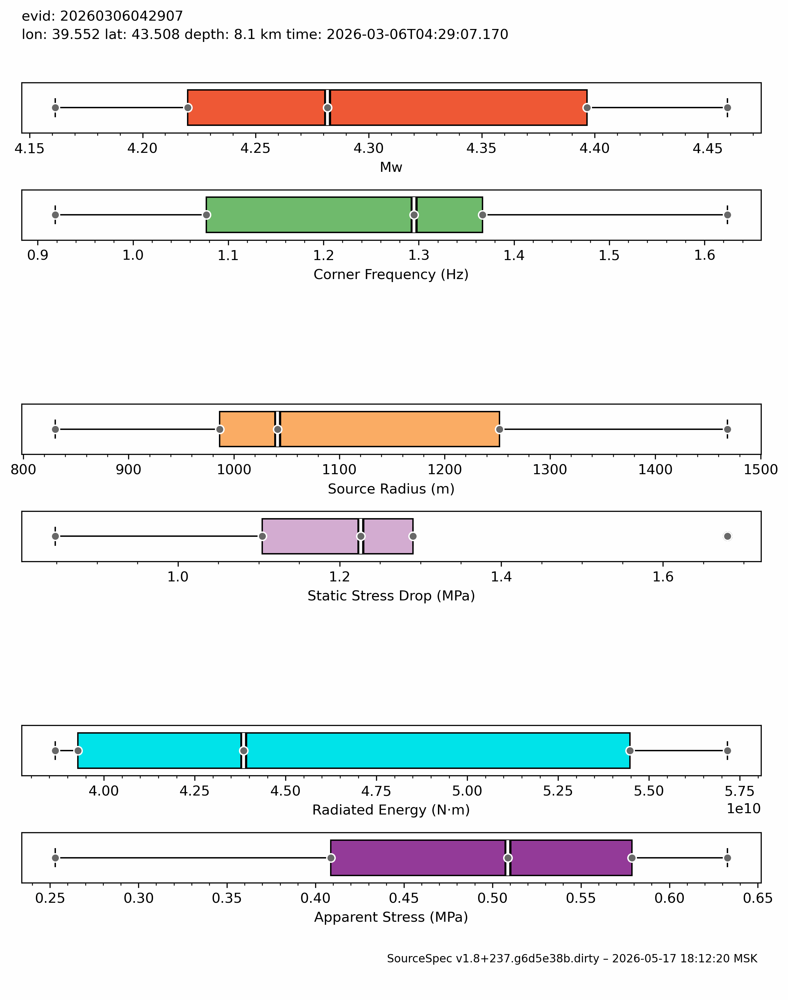 evid: 20260306042907
lon: 39.552 lat: 43.508 depth: 8.1 km time: 2026-03-06T04:29:07.170
4.15 4.20 4.25 4.30 4.35 4.40 4.45
Mw
0.9 1.0 1.1 1.2 1.3 1.4 1.5 1.6
Corner Frequency (Hz)
800 900 1000 1100 1200 1300 1400 1500
Source Radius (m)
1.0 1.2 1.4 1.6
Static Stress Drop (MPa)
4.00 4.25 4.50 4.75 5.00 5.25 5.50 5.75
1e10
Radiated Energy (N·m)
0.25 0.30 0.35 0.40 0.45 0.50 0.55 0.60 0.65
Apparent Stress (MPa)
SourceSpec v1.8+237.g6d5e38b.dirty – 2026-05-17 18:12:20 MSK